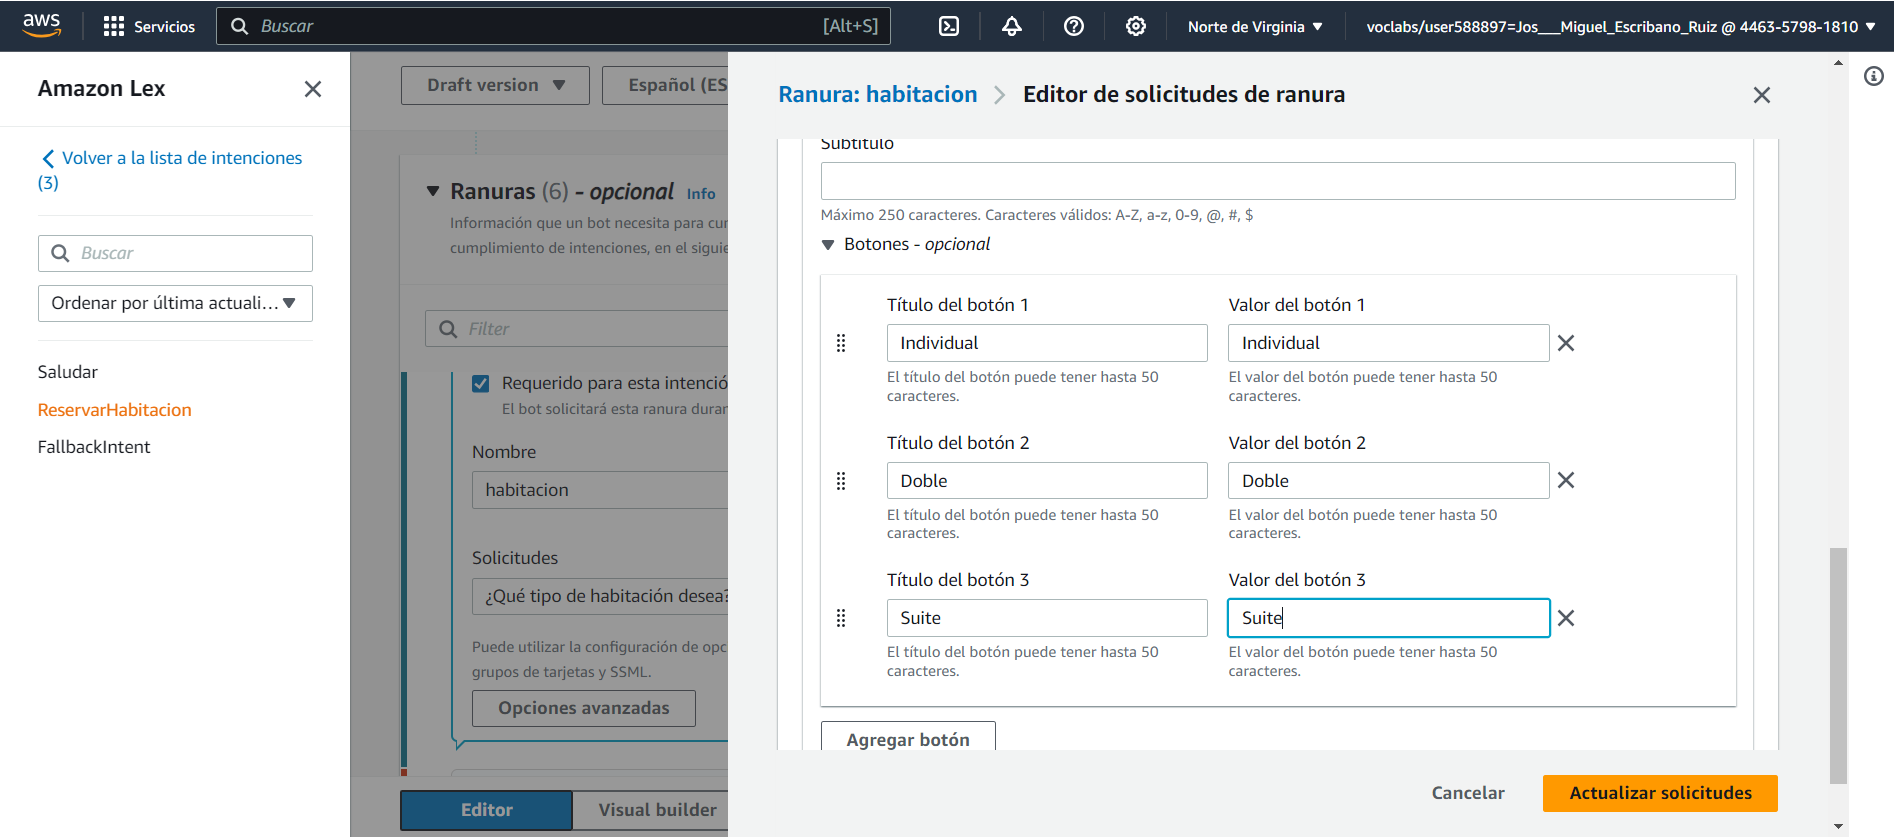 aws
Servicios
Buscar
[Alt+S]
Norte de Virginia
voclabs/user588897=Jos___Miguel_Escribano_Ruiz @ 4463-5798-1810
Amazon Lex
Volver a la lista de intenciones
(3)
Buscar
Ordenar por última actuali...
Saludar
ReservarHabitacion
FallbackIntent
Draft version
Español (ES
Ranuras (6) - opcional Info
Información que un bot necesita para cur
cumplimiento de intenciones, en el siguie
Filter
Requerido para esta intenció
El bot solicitará esta ranura durar
Nombre
habitacion
Solicitudes
¿Qué tipo de habitación desea?
Puede utilizar la configuración de opc
grupos de tarjetas y SSML.
Opciones avanzadas
Editor
Visual builder
Ranura: habitacion
Editor de solicitudes de ranura
Subtítulo
Máximo 250 caracteres. Caracteres válidos: A-Z, a-z, 0-9, @, #, $
Botones - opcional
Título del botón 1
Valor del botón 1
Individual
Individual
El título del botón puede tener hasta 50
caracteres.
El valor del botón puede tener hasta 50
caracteres.
Título del botón 2
Valor del botón 2
Doble
Doble
El título del botón puede tener hasta 50
caracteres.
El valor del botón puede tener hasta 50
caracteres.
Título del botón 3
Valor del botón 3
Suite
Suite
El título del botón puede tener hasta 50
caracteres.
El valor del botón puede tener hasta 50
caracteres.
Agregar botón
Cancelar
Actualizar solicitudes